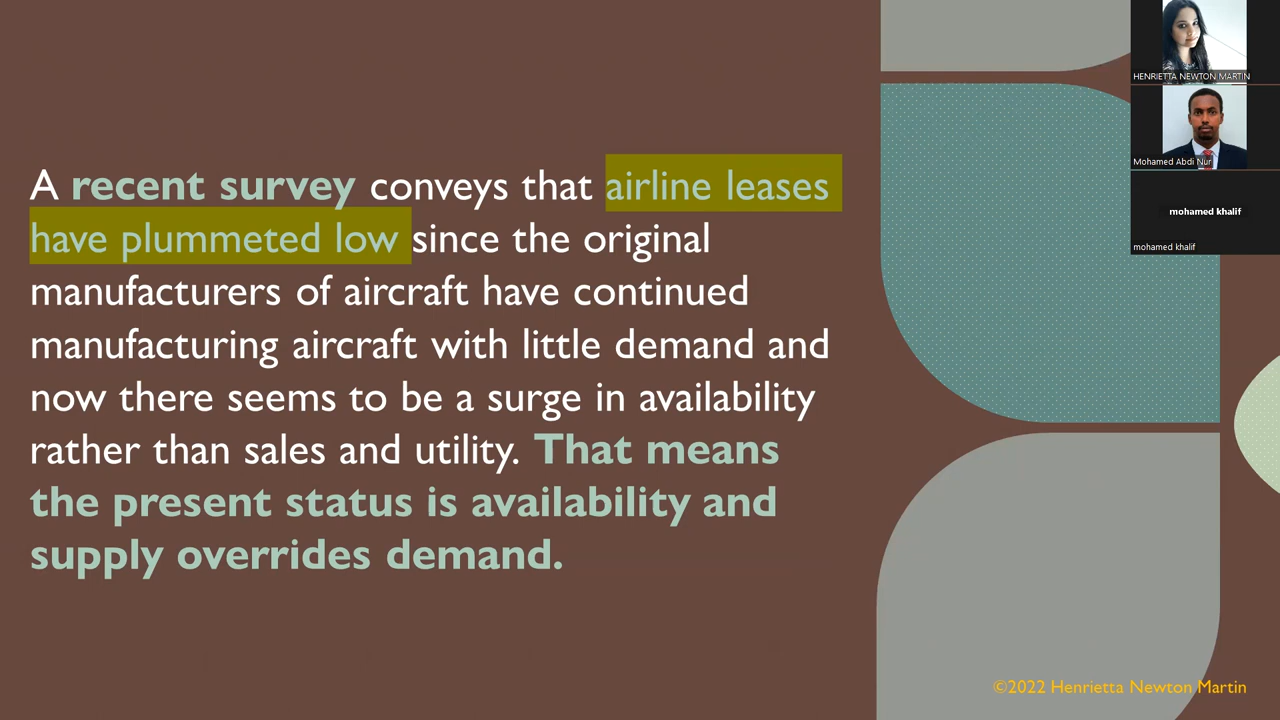 A recent survey conveys that airline leases
have plummeted low since the original
manufacturers of aircraft have continued
manufacturing aircraft with little demand and
now there seems to be a surge in availability
rather than sales and utility. That means
the present status is availability and
supply overrides demand.
HENRIETTA NEWTON MARTIN
Mohamed Abdi Nur
mohamed khalif
mohamed khalif
©2022 Henrietta Newton Martin